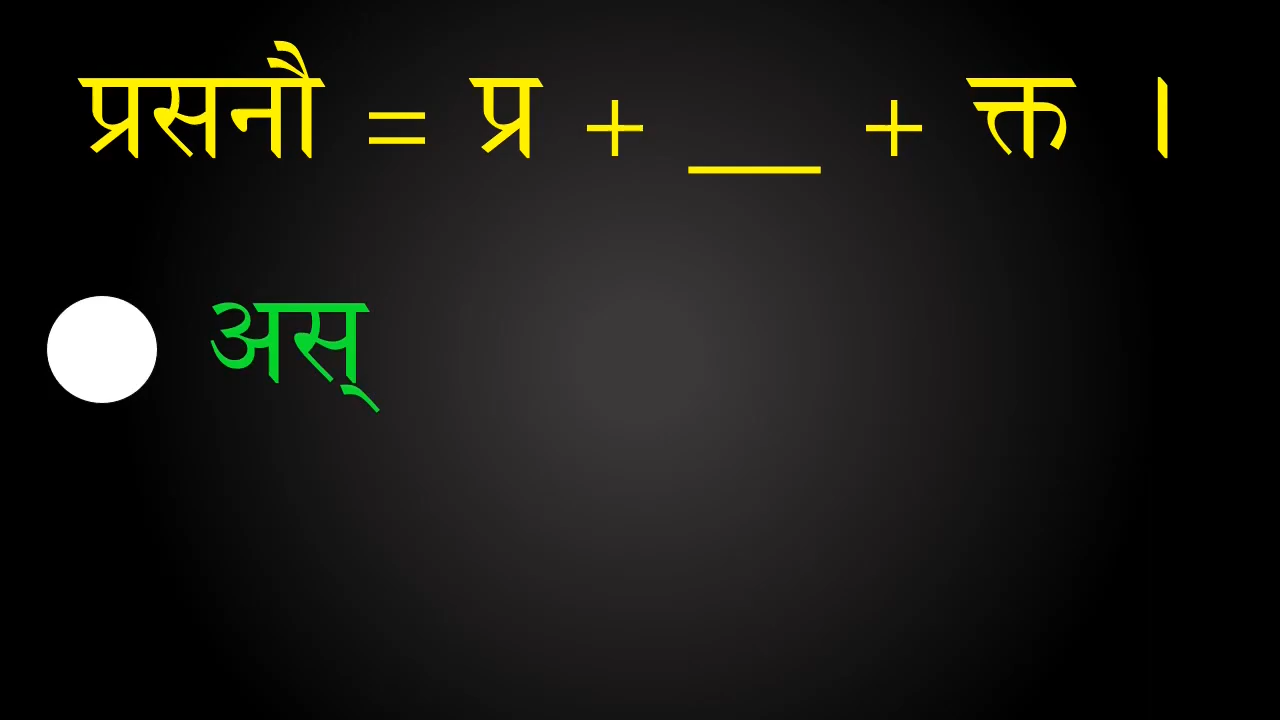 प्रसनौ = प्र + __ + क्त ।
अस्